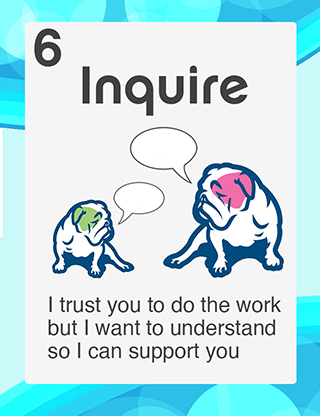 6
Inquire
I trust you to do the work
but I want to understand
so I can support you